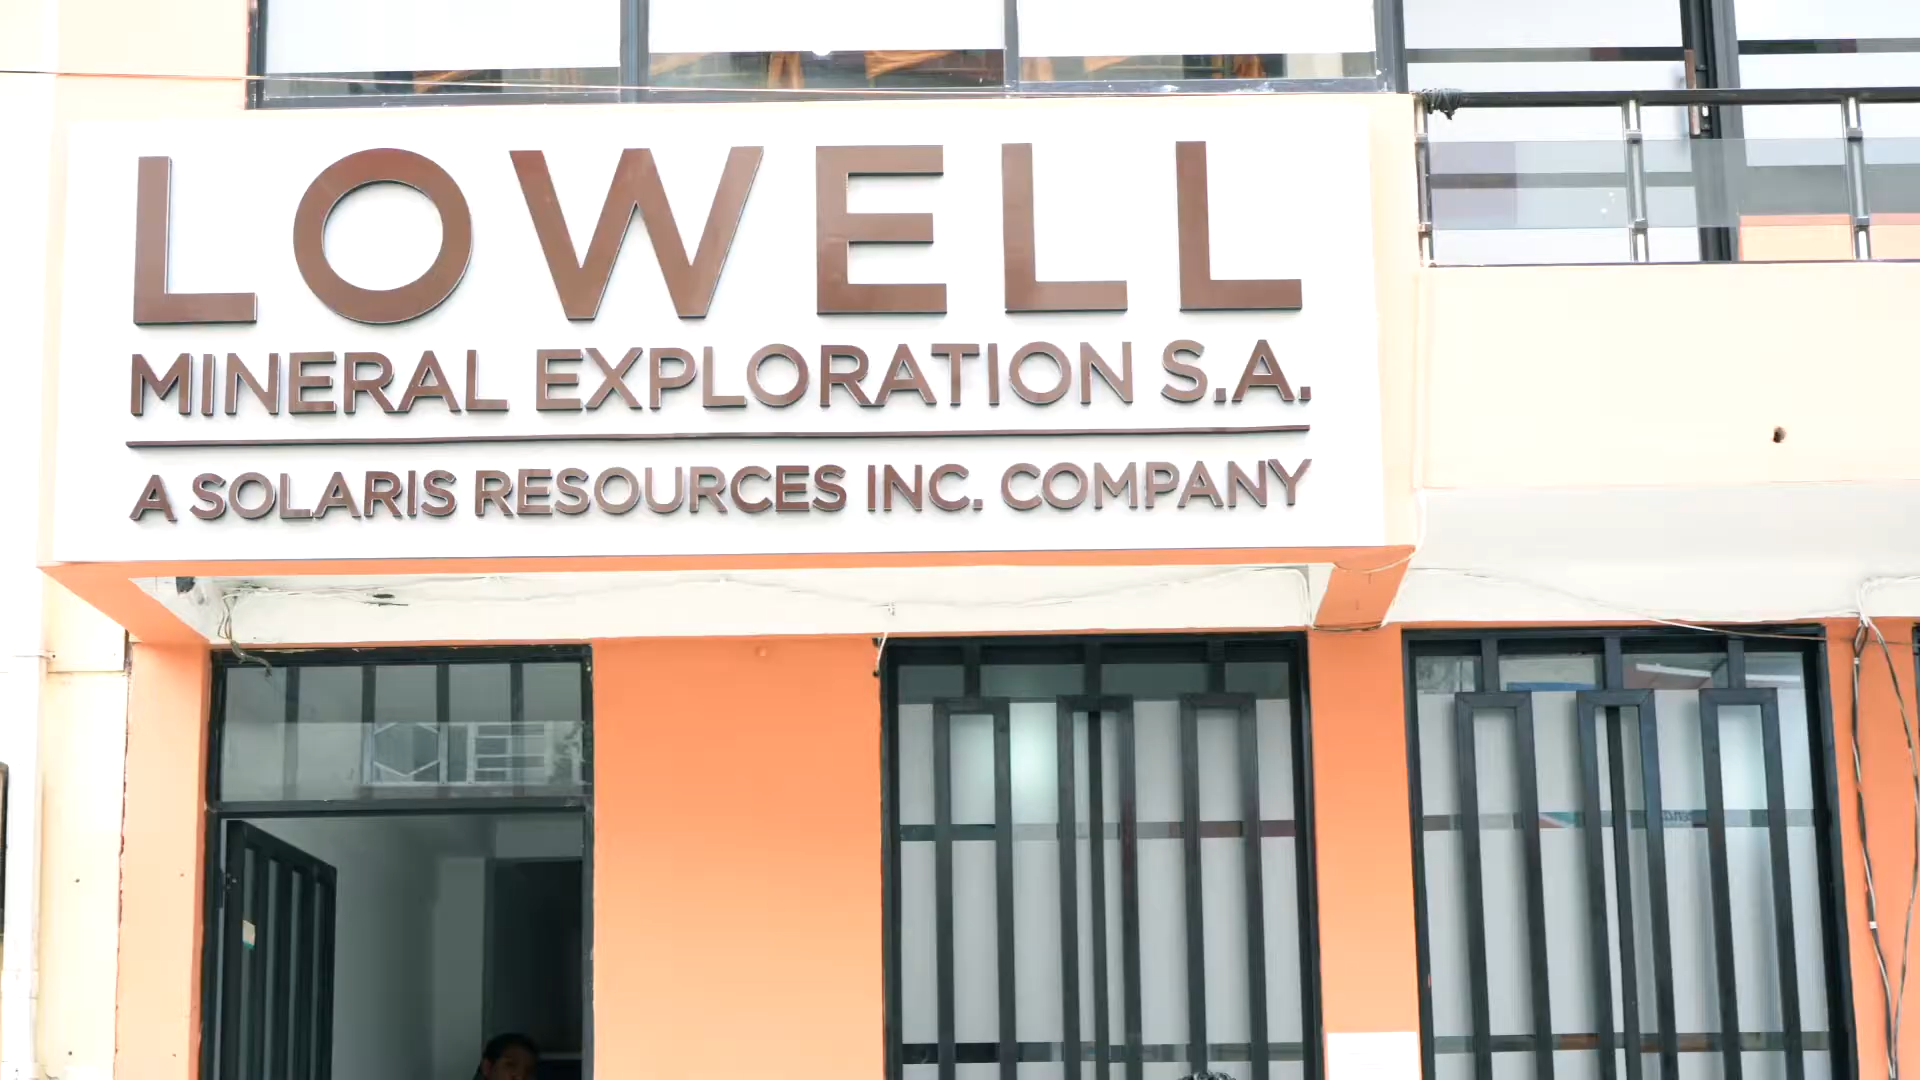 LOWELL
MINERAL EXPLORATION S.A.
A SOLARIS RESOURCES INC. COMPANY